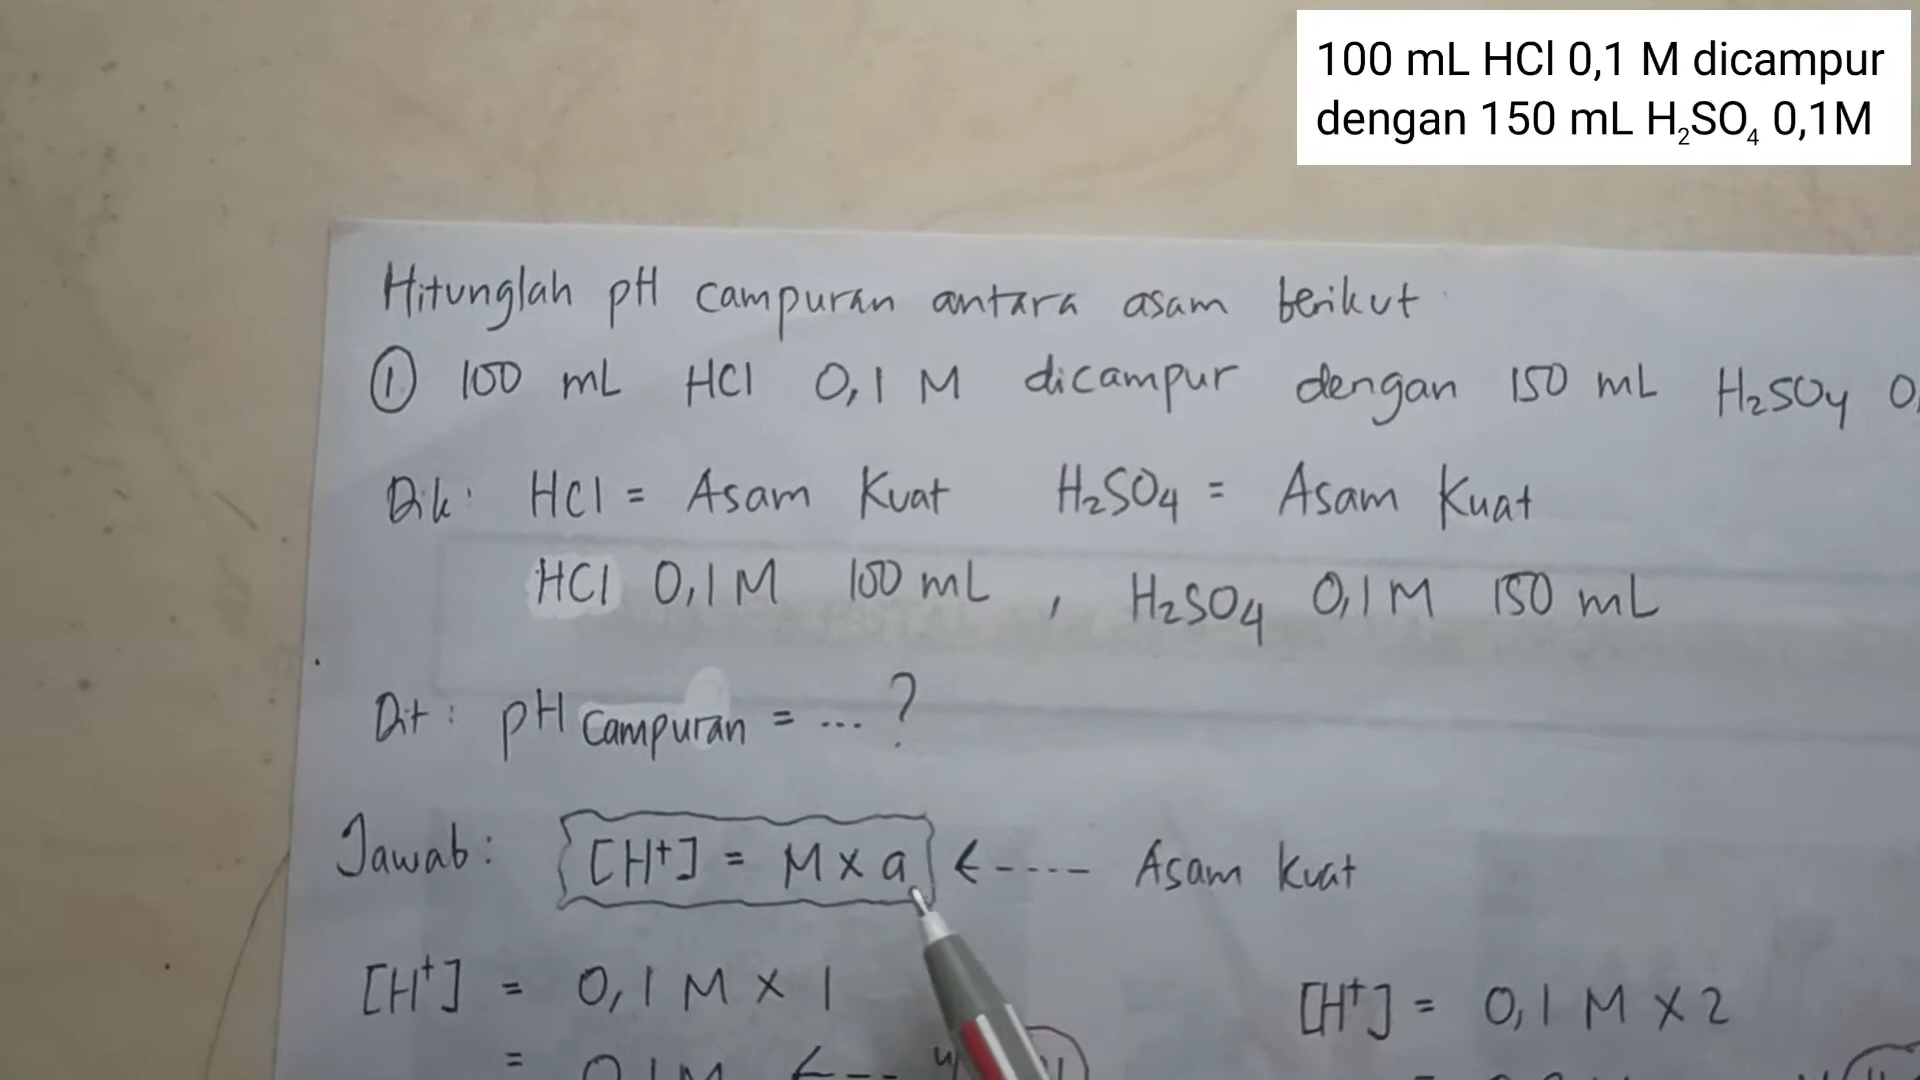 100 mL HCl 0,1 M dicampur
dengan 150 mL H₂SO₄ 0,1M
Hitunglah pH campuran antara asam berikut
① 100 mL HCl 0,1 M dicampur dengan 150 mL H₂SO₄ 0,
Dik: HCl = Asam Kuat H₂SO₄ = Asam Kuat
HCl 0,1 M 100 mL , H₂SO₄ 0,1 M 150 mL
Dit: pH campuran = ... ?
Jawab: [H⁺] = M x a <---- Asam Kuat
[H⁺] = 0,1 M x 1 [H⁺] = 0,1 M x 2
= 0,1 M <--